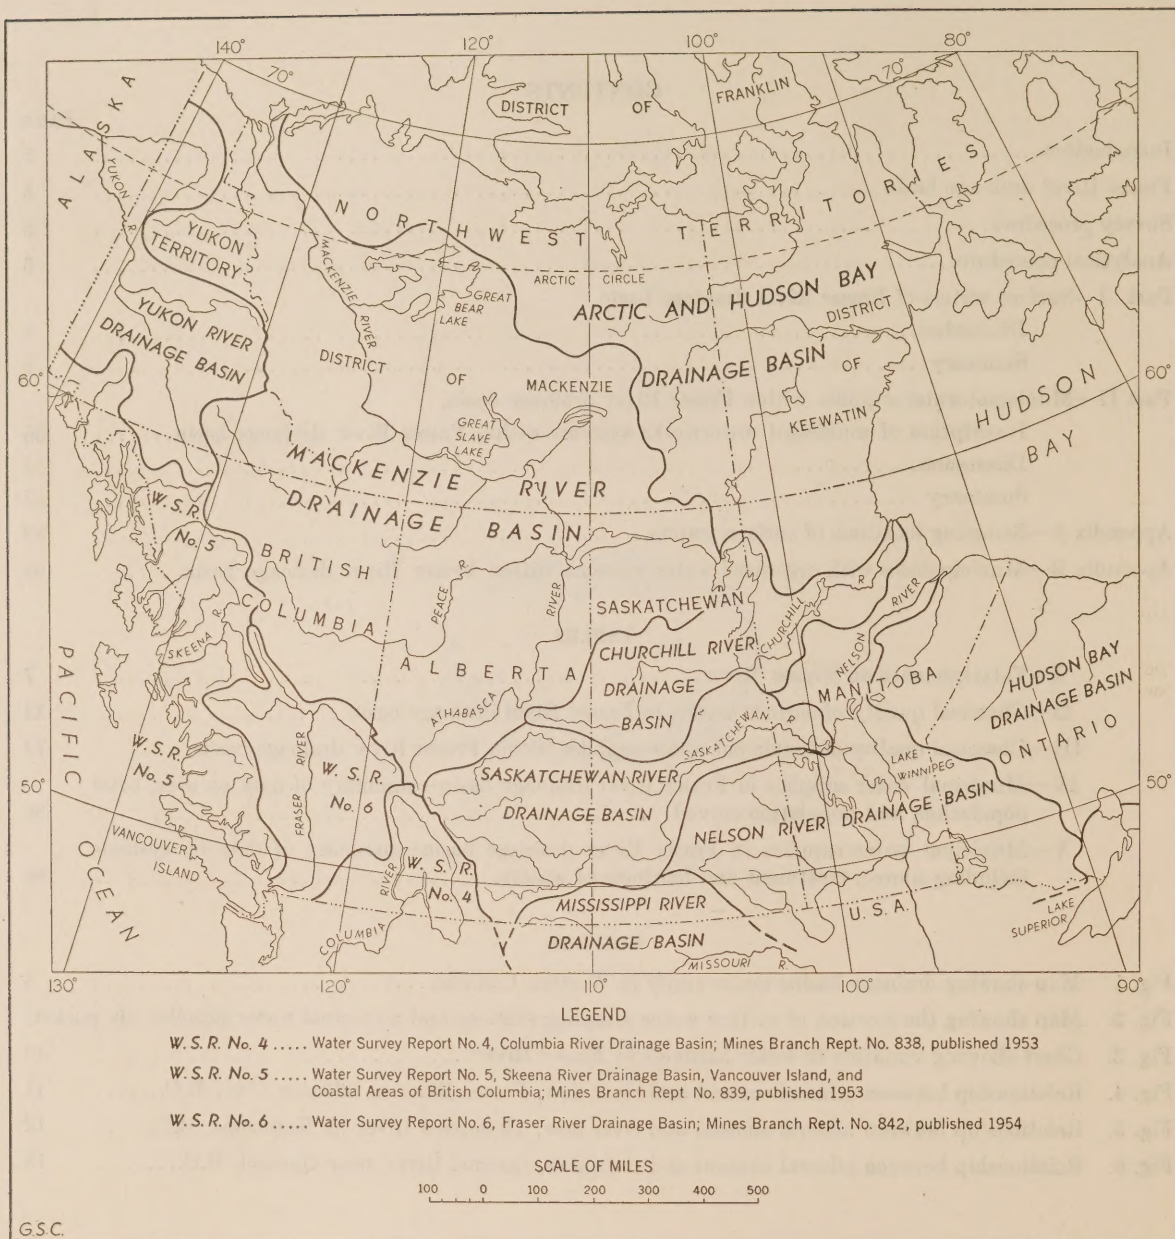 140° 120° 100° 80°
70° 70°
DISTRICT OF FRANKLIN
ALASKA
YUKON R.
NORTHWEST TERRITORIES
YUKON
TERRITORY
MACKENZIE RIVER
ARCTIC CIRCLE
GREAT
BEAR
LAKE
ARCTIC AND HUDSON BAY
DRAINAGE BASIN
YUKON RIVER
DRAINAGE BASIN
DISTRICT OF MACKENZIE
DISTRICT
OF
KEEWATIN
60° 60°
HUDSON
BAY
GREAT
SLAVE
LAKE
MACKENZIE RIVER
DRAINAGE BASIN
W. S. R.
No. 5
BRITISH
COLUMBIA
PEACE R.
RIVER
SASKATCHEWAN
CHURCHILL RIVER
DRAINAGE
BASIN
CHURCHILL R.
NELSON RIVER
SKEENA R.
ALBERTA
ATHABASCA
MANITOBA
HUDSON BAY
DRAINAGE BASIN
ONTARIO
PACIFIC
OCEAN
W. S. R.
No. 5
FRASER RIVER
W. S. R.
No. 6
SASKATCHEWAN R.
SASKATCHEWAN RIVER
DRAINAGE BASIN
LAKE
WINNIPEG
NELSON RIVER DRAINAGE BASIN
50° 50°
VANCOUVER
ISLAND
COLUMBIA RIVER
W. S. R.
No. 4
MISSISSIPPI RIVER
DRAINAGE BASIN
MISSOURI R.
U.S.A.
LAKE
SUPERIOR
130° 120° 110° 100° 90°
LEGEND
W. S. R. No. 4 ..... Water Survey Report No. 4, Columbia River Drainage Basin; Mines Branch Rept. No. 838, published 1953
W. S. R. No. 5 ..... Water Survey Report No. 5, Skeena River Drainage Basin, Vancouver Island, and
Coastal Areas of British Columbia; Mines Branch Rept. No. 839, published 1953
W. S. R. No. 6 ..... Water Survey Report No. 6, Fraser River Drainage Basin; Mines Branch Rept. No. 842, published 1954
SCALE OF MILES
100 0 100 200 300 400 500
G.S.C.